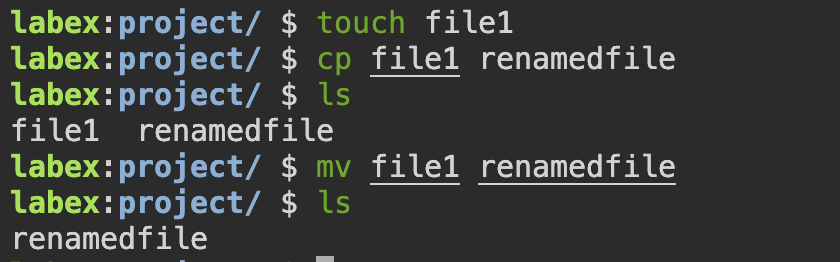 labex:project/ $ touch file1
labex:project/ $ cp file1 renamedfile
labex:project/ $ ls
file1  renamedfile
labex:project/ $ mv file1 renamedfile
labex:project/ $ ls
renamedfile